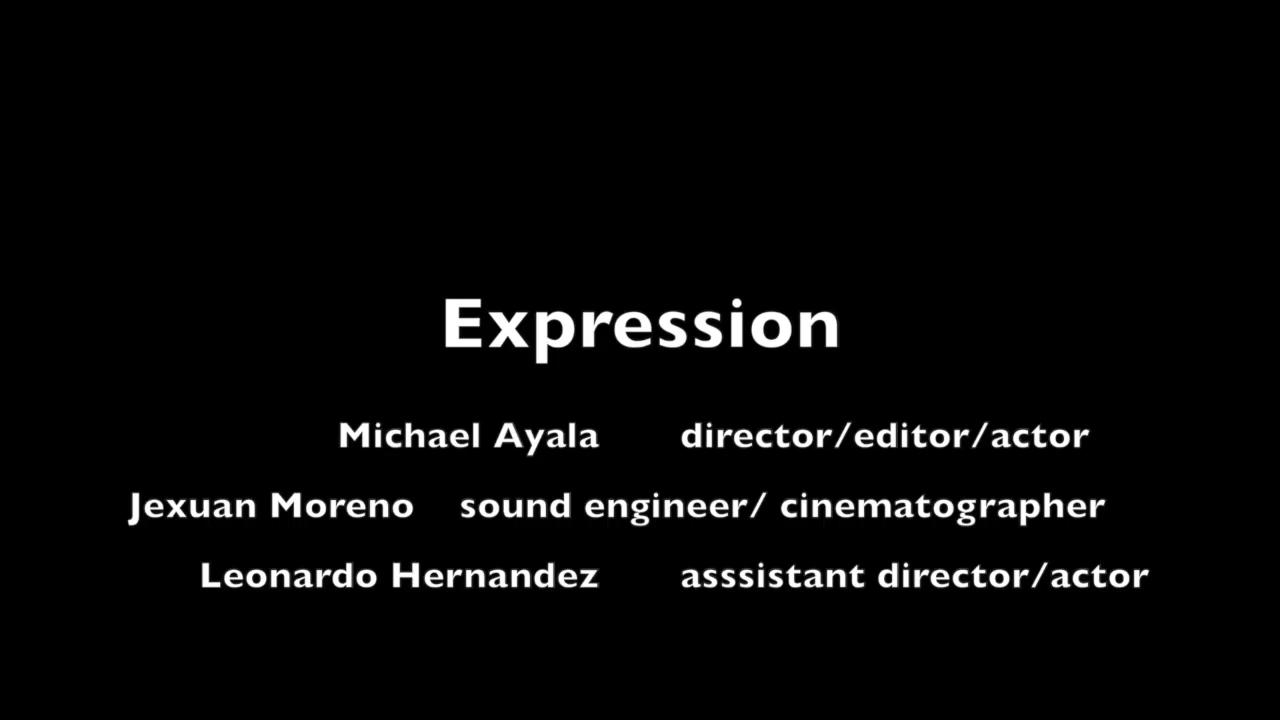 Expression
Michael Ayala director/editor/actor
Jexuan Moreno sound engineer/ cinematographer
Leonardo Hernandez asssistant director/actor